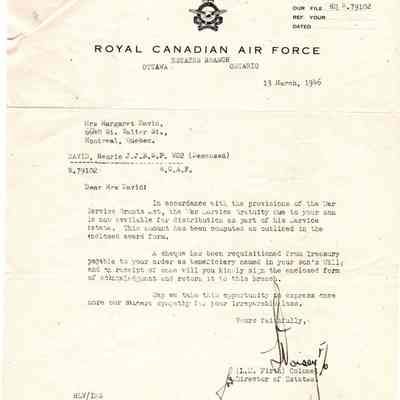 OUR FILE HQ R.79102
REF YOUR
DATED
ROYAL CANADIAN AIR FORCE
ESTATES BRANCH
OTTAWA ONTARIO
13 March, 1946
Mrs Margaret David,
St.,
Montreal, Quebec.
DAVID, Henrie J.J.R.G.P. WO2 (Deceased)
R.79102 R.C.A.F.
Dear Mrs David:
In accordance with the provisions of the War
Service Grants Act, the War Service Gratuity due to your son
is now available for distribution as part of his Service
Estate. This amount has been computed as outlined in the
enclosed award form.
A cheque has been requisitioned from Treasury
payable to your order as beneficiary named in your son's Will;
on receipt of same will you kindly sign the enclosed form
of acknowledgment and return it to this branch.
May we take this opportunity to express once
more our sincere sympathy for your irreparable loss.
Yours faithfully,
F/O
(L.M. Firth) Colonel
Director of Estates.